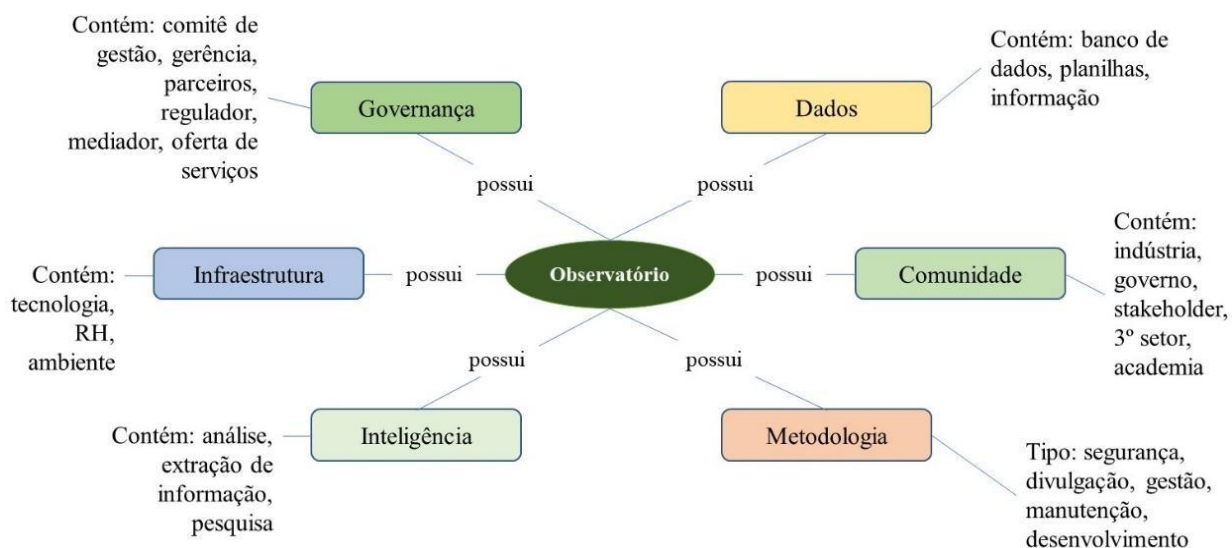 Contém: comitê de
gestão, gerência,
parceiros,
regulador,
mediador, oferta de
serviços
Governança
Dados
Contém: banco de
dados, planilhas,
informação
possui
possui
Contém:
tecnologia,
RH,
ambiente
Infraestrutura
possui
Observatório
possui
Comunidade
Contém:
indústria,
governo,
stakeholder,
3º setor,
academia
possui
possui
Contém: análise,
extração de
informação,
pesquisa
Inteligência
Metodologia
Tipo: segurança,
divulgação, gestão,
manutenção,
desenvolvimento